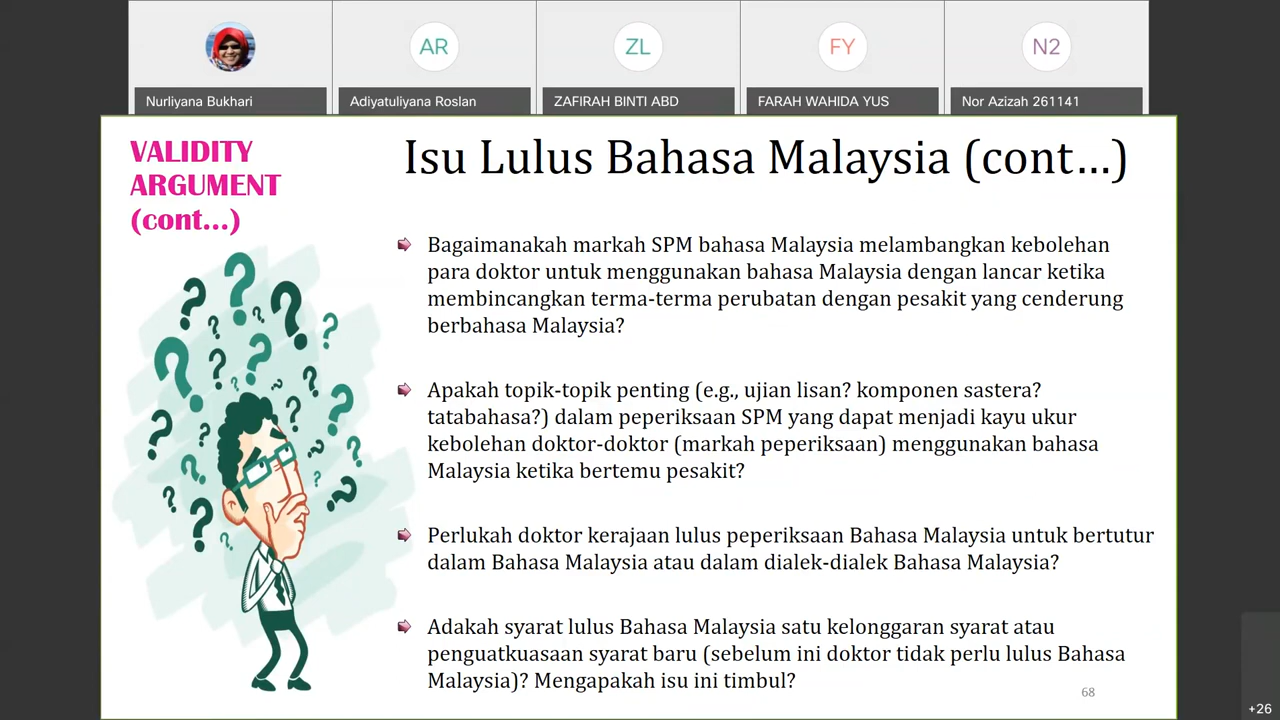 AR
ZL
FY
N2
Nurliyana Bukhari
Adiyatuliyana Roslan
ZAFIRAH BINTI ABD
FARAH WAHIDA YUS
Nor Azizah 261141
VALIDITY
ARGUMENT
(cont...)
Isu Lulus Bahasa Malaysia (cont...)
Bagaimanakah markah SPM bahasa Malaysia melambangkan kebolehan
para doktor untuk menggunakan bahasa Malaysia dengan lancar ketika
membincangkan terma-terma perubatan dengan pesakit yang cenderung
berbahasa Malaysia?
Apakah topik-topik penting (e.g., ujian lisan? komponen sastera?
tatabahasa?) dalam peperiksaan SPM yang dapat menjadi kayu ukur
kebolehan doktor-doktor (markah peperiksaan) menggunakan bahasa
Malaysia ketika bertemu pesakit?
Perlukah doktor kerajaan lulus peperiksaan Bahasa Malaysia untuk bertutur
dalam Bahasa Malaysia atau dalam dialek-dialek Bahasa Malaysia?
Adakah syarat lulus Bahasa Malaysia satu kelonggaran syarat atau
penguatkuasaan syarat baru (sebelum ini doktor tidak perlu lulus Bahasa
Malaysia)? Mengapakah isu ini timbul?
68
+26